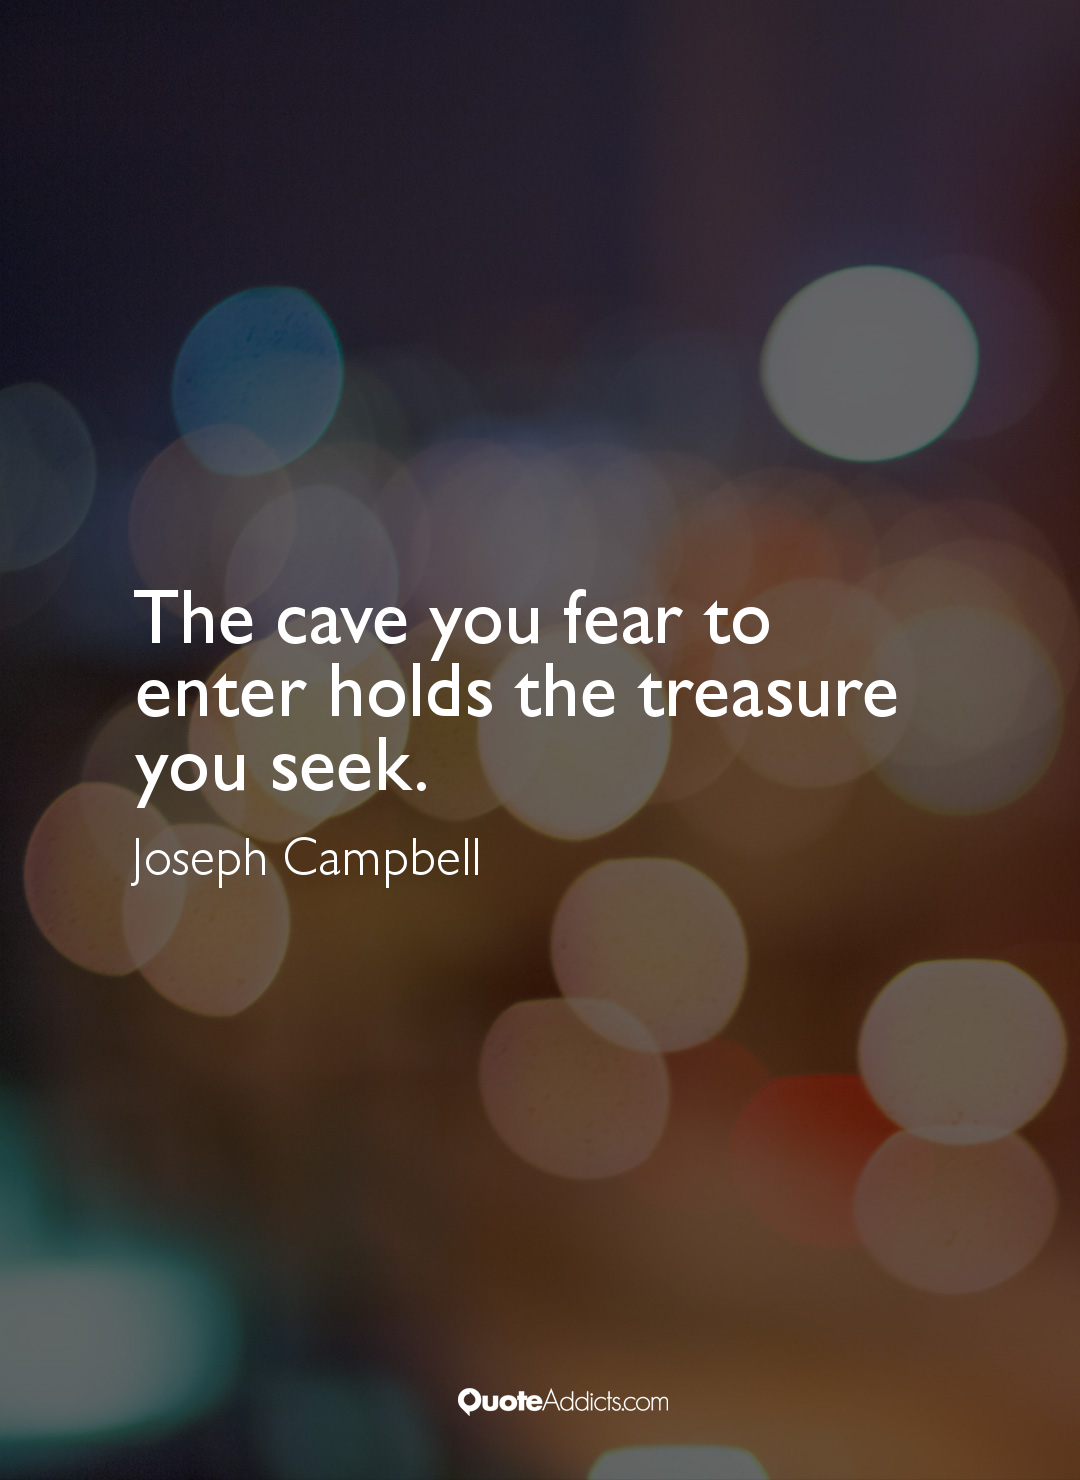 The cave you fear to
enter holds the treasure
you seek.
Joseph Campbell
QuoteAddicts.com